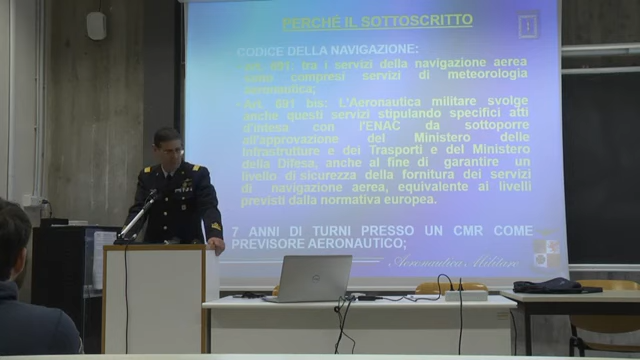 PERCHÉ IL SOTTOSCRITTO
CODICE DELLA NAVIGAZIONE:
Art. 691: tra i servizi della navigazione aerea
sono compresi servizi di meteorologia
aeronautica;
Art. 691 bis: L'Aeronautica militare svolge
anche questi servizi stipulando specifici atti
d'intesa con l'ENAC da sottoporre
all'approvazione del Ministero delle
Infrastrutture e dei Trasporti e del Ministero
della Difesa, anche al fine di garantire un
livello di sicurezza della fornitura dei servizi
di navigazione aerea, equivalente ai livelli
previsti dalla normativa europea.
7 ANNI DI TURNI PRESSO UN CMR COME
PREVISORE AERONAUTICO;
Aeronautica Militare